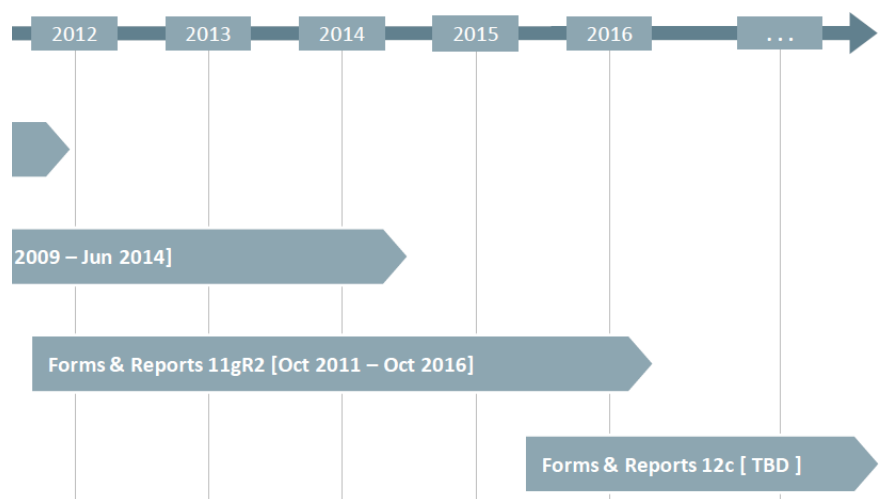 2012 2013 2014 2015 2016 ...
2009 – Jun 2014]
Forms & Reports 11gR2 [Oct 2011 – Oct 2016]
Forms & Reports 12c [ TBD ]